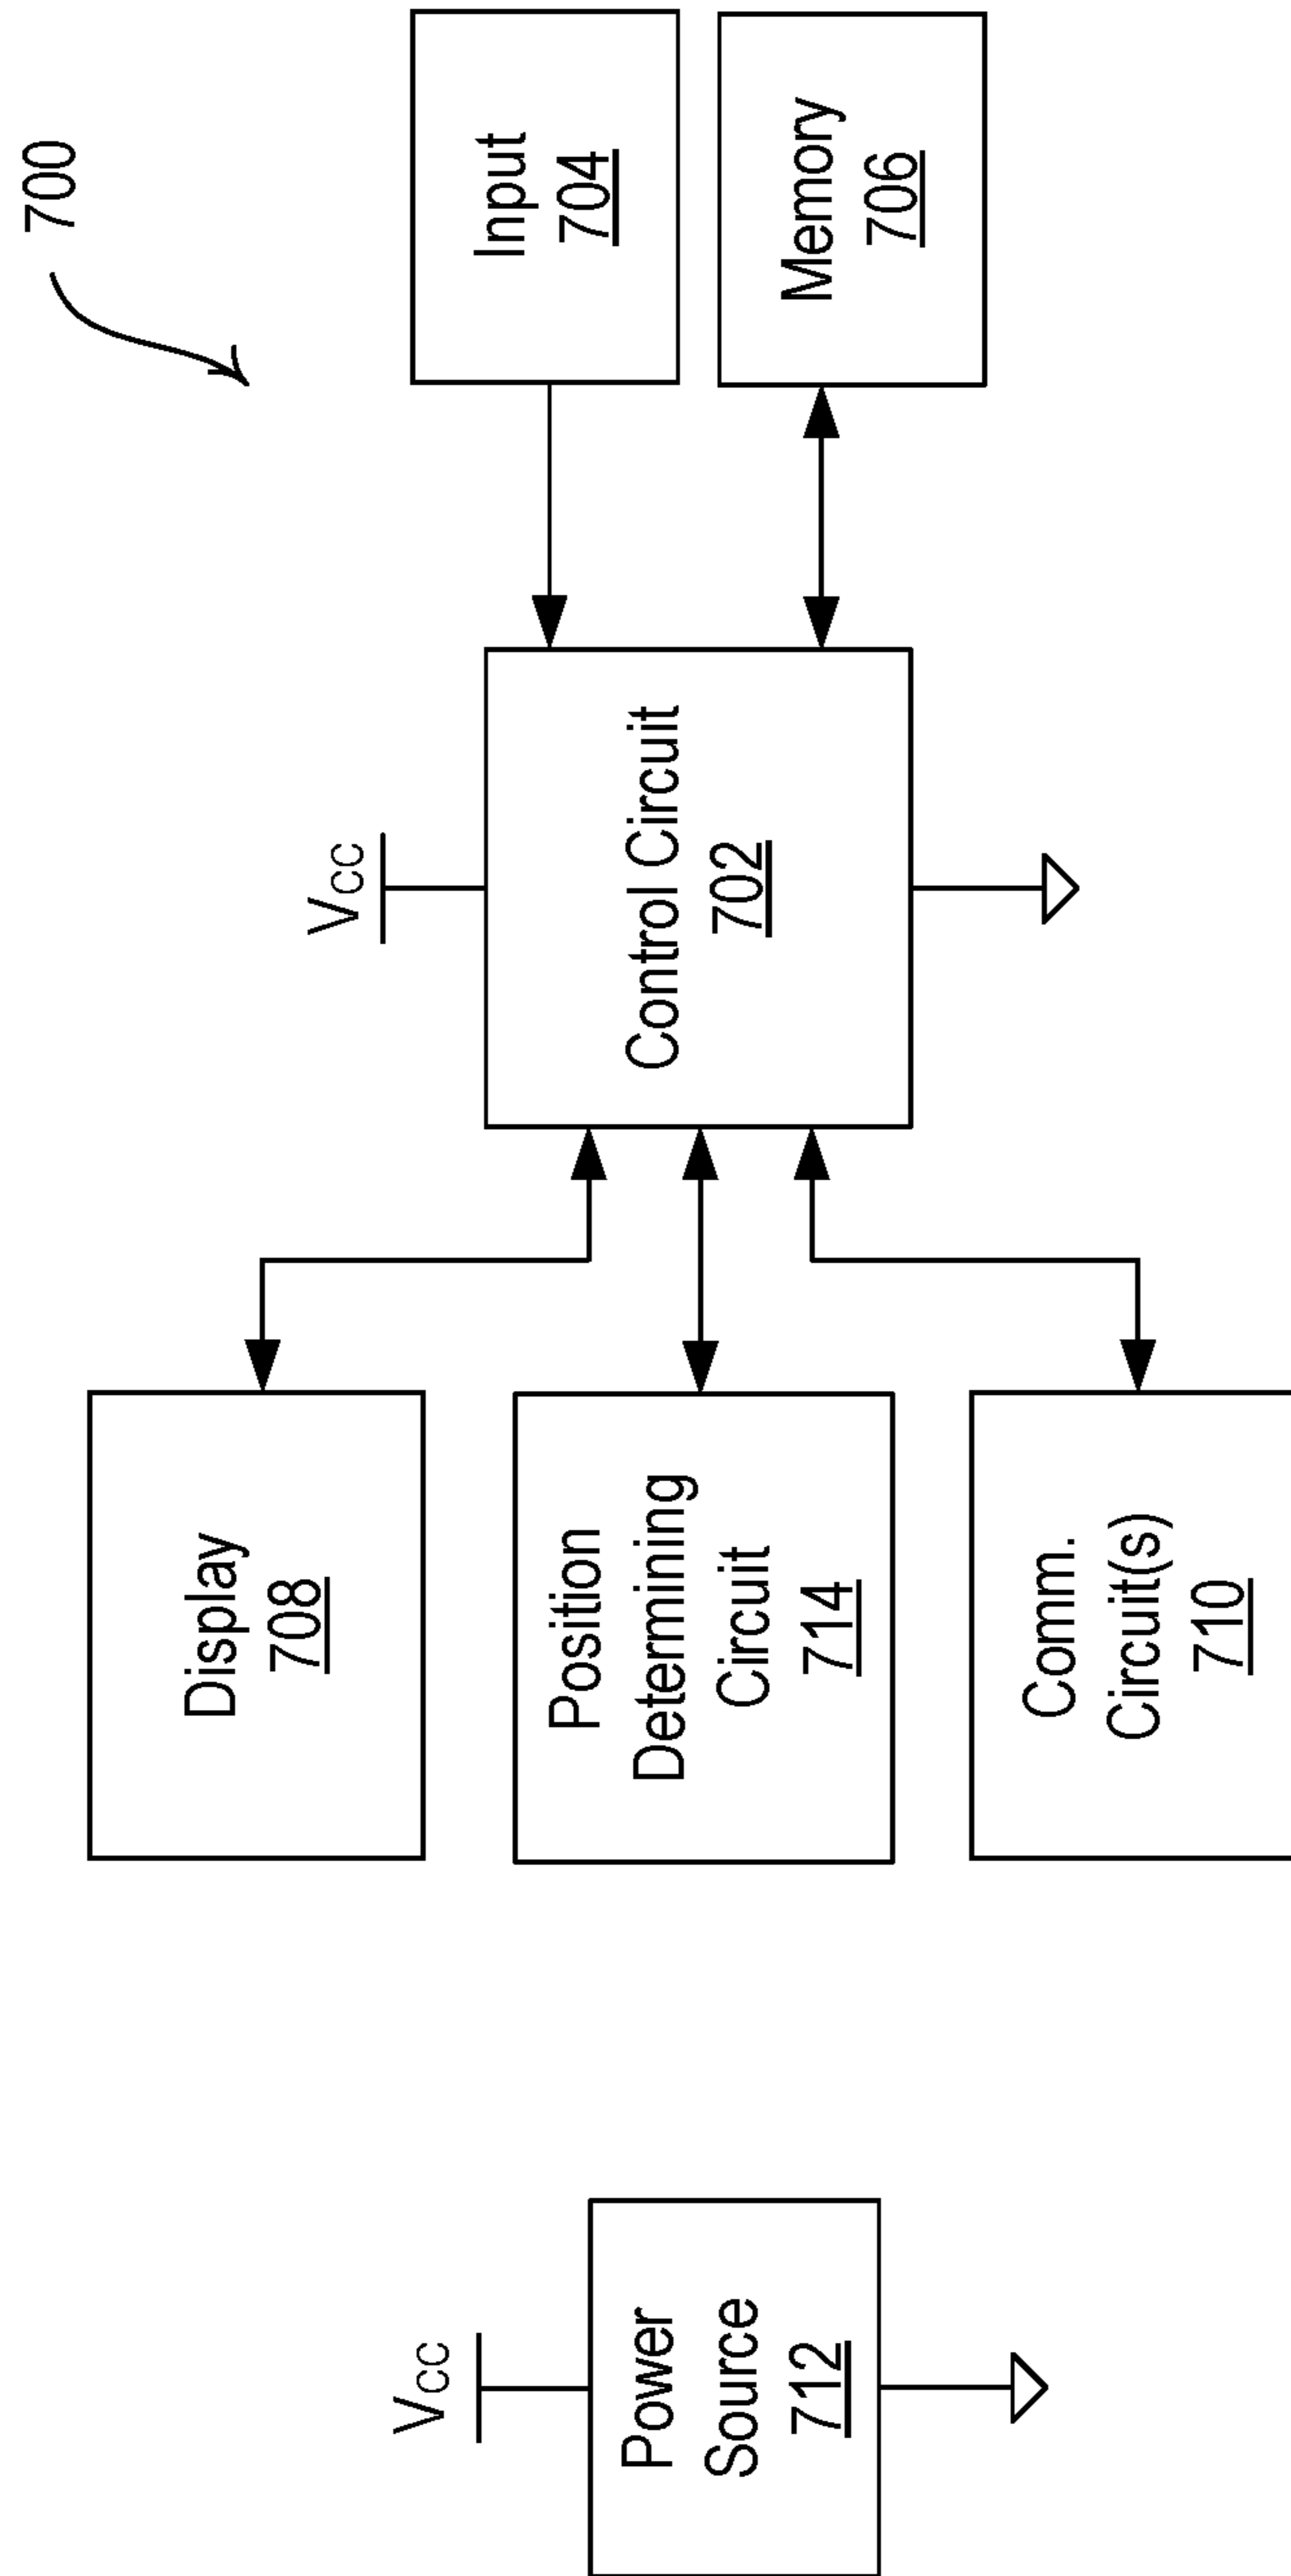 700
Input
704
Memory
706
VCC
Control Circuit
702
Display
708
Position
Determining
Circuit
714
Comm.
Circuit(s)
710
VCC
Power
Source
712